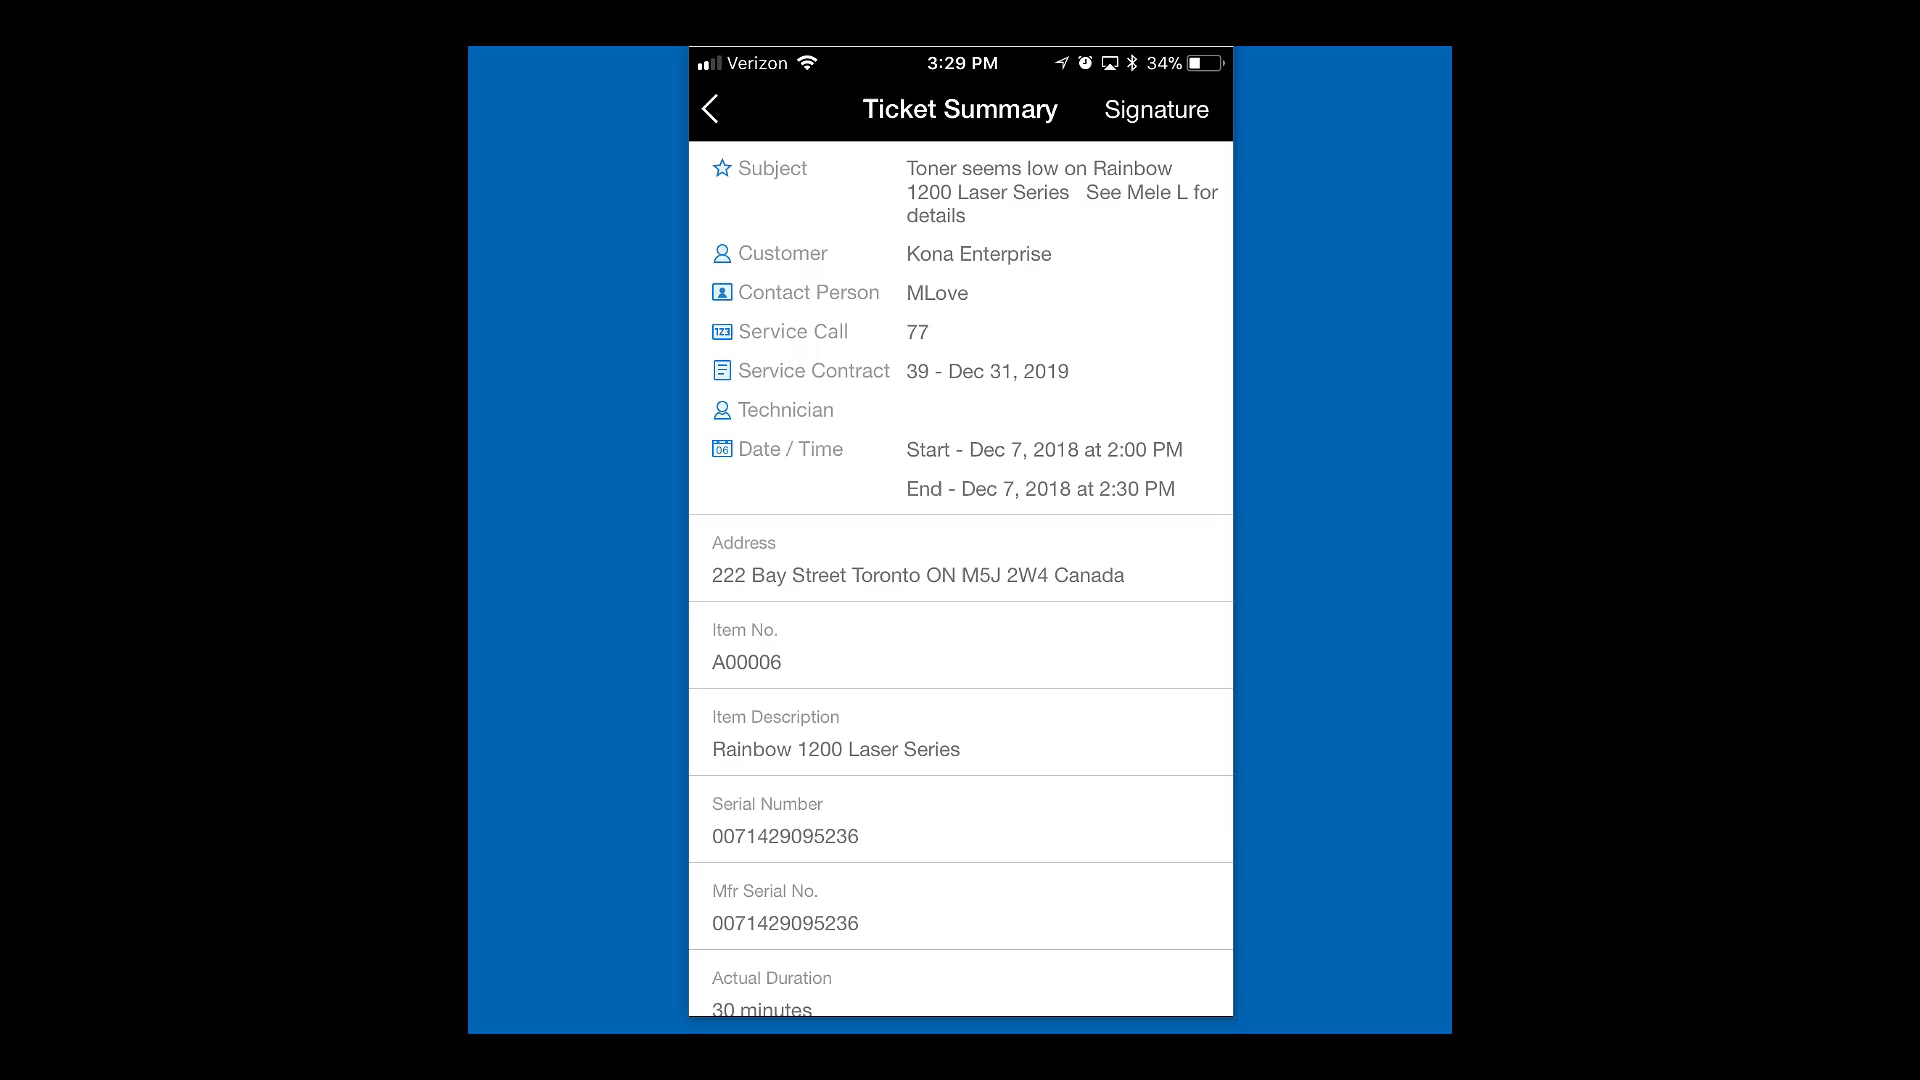 Verizon 3:29 PM 34%
Ticket Summary Signature
Subject Toner seems low on Rainbow
1200 Laser Series See Mele L for
details
Customer Kona Enterprise
Contact Person MLove
123 Service Call 77
Service Contract 39 - Dec 31, 2019
Technician
06 Date / Time Start - Dec 7, 2018 at 2:00 PM
End - Dec 7, 2018 at 2:30 PM
Address
222 Bay Street Toronto ON M5J 2W4 Canada
Item No.
A00006
Item Description
Rainbow 1200 Laser Series
Serial Number
0071429095236
Mfr Serial No.
0071429095236
Actual Duration
30 minutes